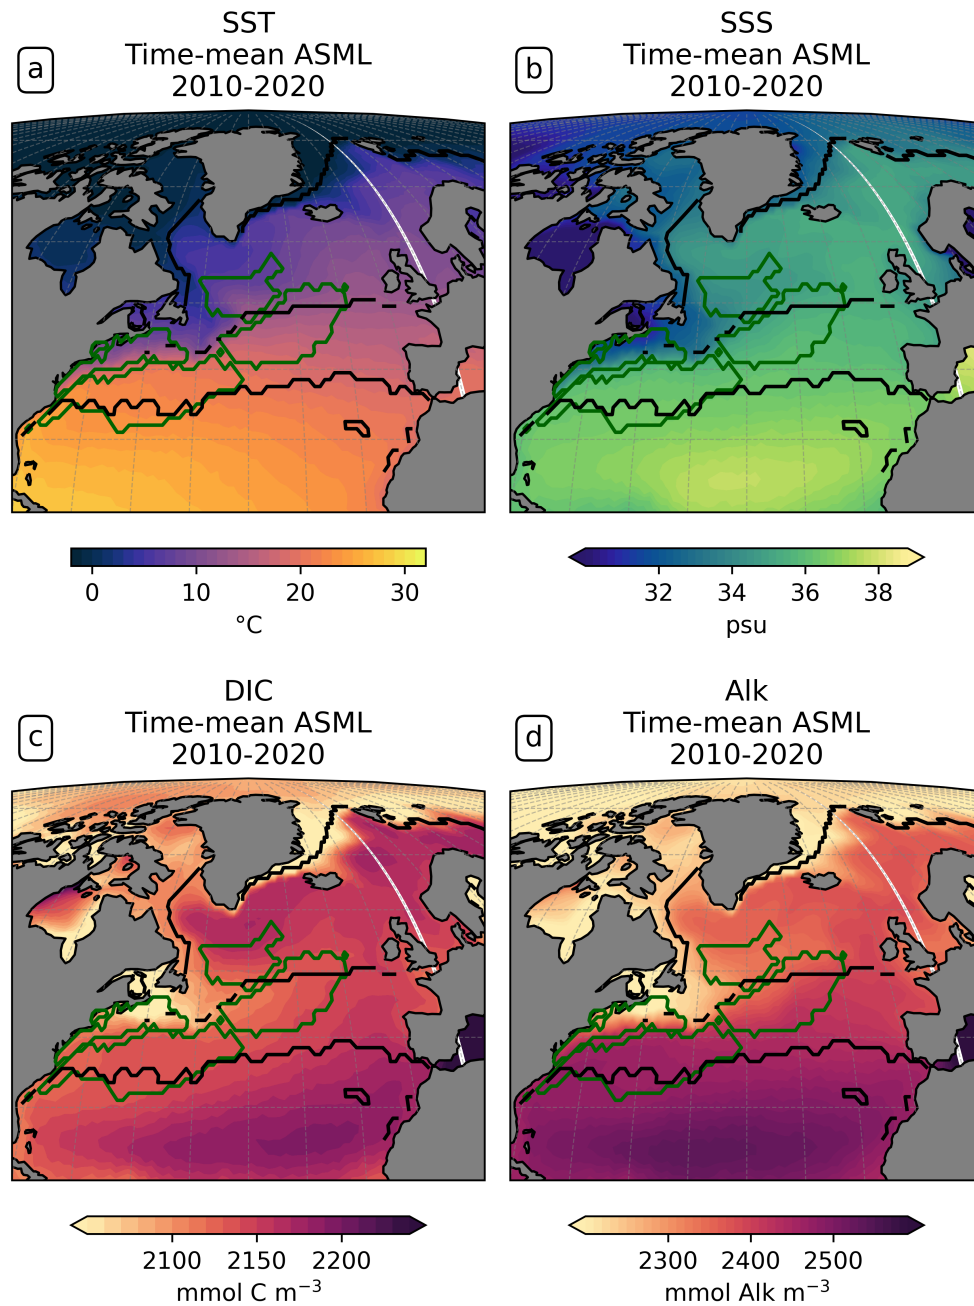 SST
Time-mean ASML
2010-2020
a
SSS
Time-mean ASML
2010-2020
b
0 10 20 30
°C
32 34 36 38
psu
DIC
Time-mean ASML
2010-2020
c
Alk
Time-mean ASML
2010-2020
d
2100 2150 2200
mmol C m⁻³
2300 2400 2500
mmol Alk m⁻³